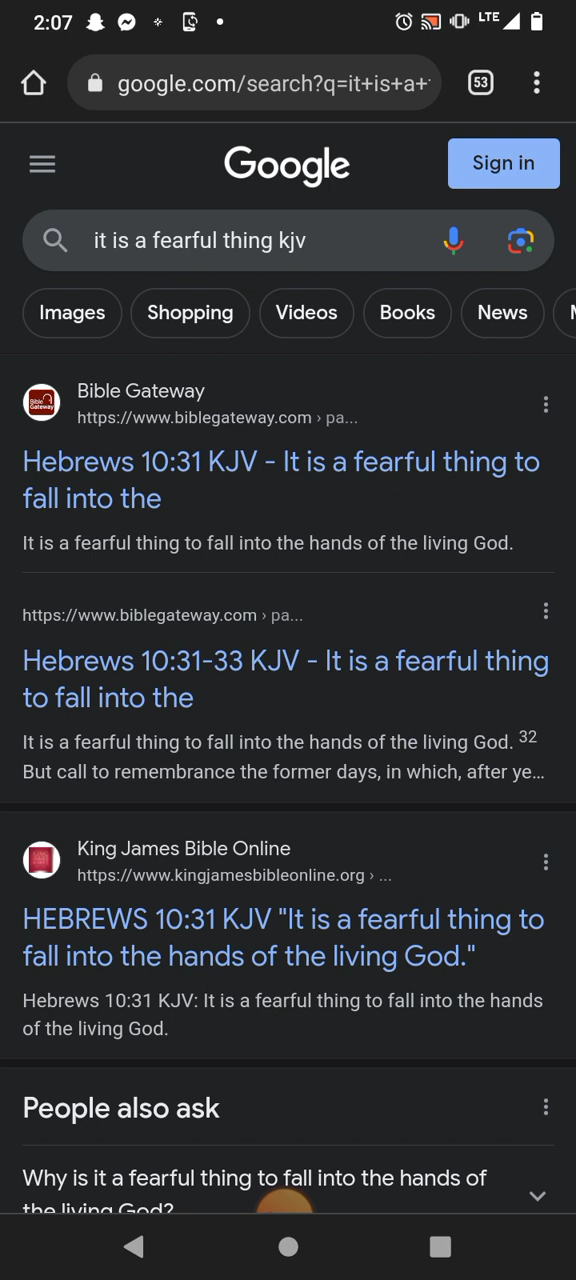 2:07
LTE
google.com/search?q=it+is+a+
53
Google
Sign in
it is a fearful thing kjv
Images
Shopping
Videos
Books
News
Bible Gateway
https://www.biblegateway.com › pa...
Hebrews 10:31 KJV - It is a fearful thing to
fall into the
It is a fearful thing to fall into the hands of the living God.
https://www.biblegateway.com › pa...
Hebrews 10:31-33 KJV - It is a fearful thing
to fall into the
It is a fearful thing to fall into the hands of the living God. 32
But call to remembrance the former days, in which, after ye...
King James Bible Online
https://www.kingjamesbibleonline.org › ...
HEBREWS 10:31 KJV "It is a fearful thing to
fall into the hands of the living God."
Hebrews 10:31 KJV: It is a fearful thing to fall into the hands
of the living God.
People also ask
Why is it a fearful thing to fall into the hands of
the living God?